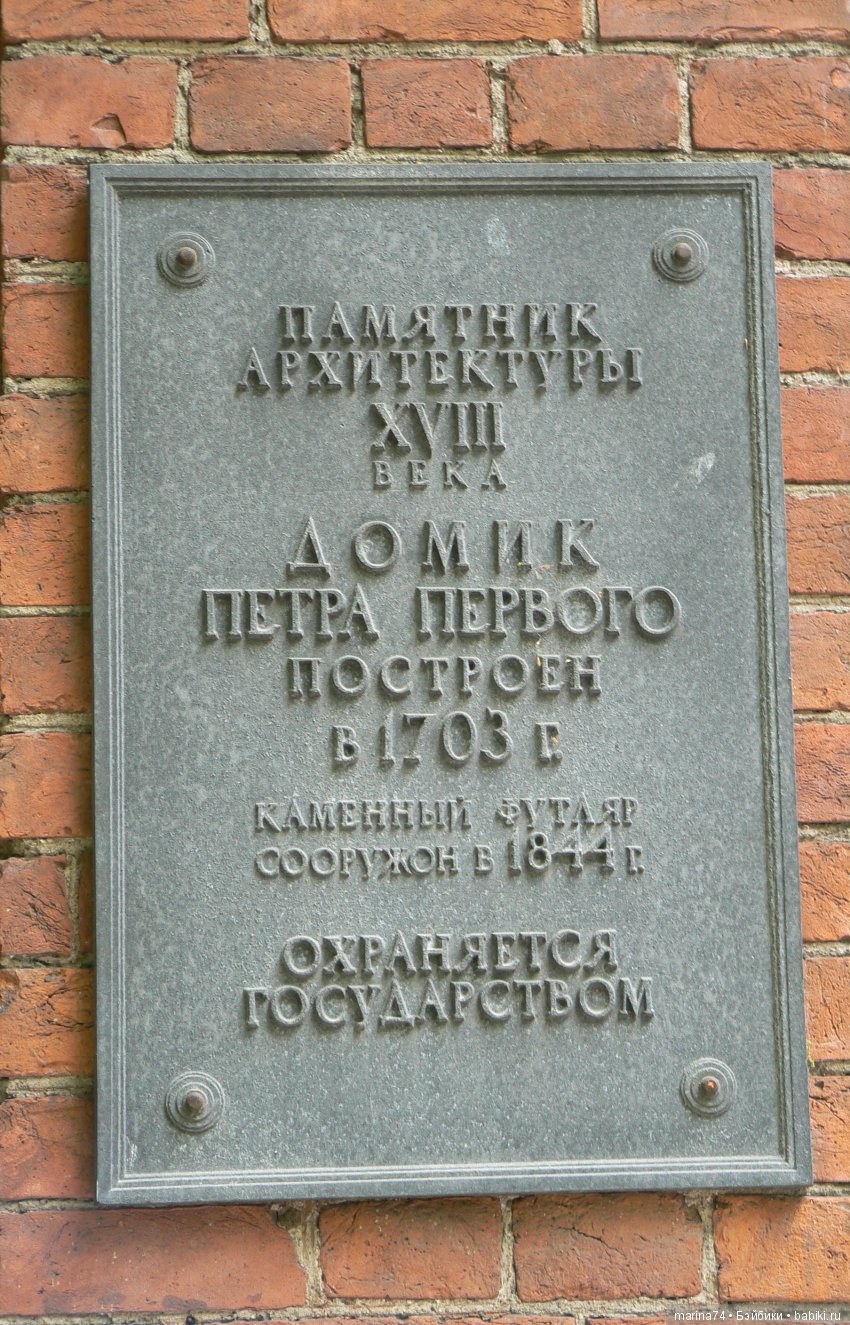 ПАМЯТНИК
АРХИТЕКТУРЫ
XVIII
ВЕКА
ДОМИК
ПЕТРА ПЕРВОГО
ПОСТРОЕН
В 1703 Г.
КАМЕННЫЙ ФУТЛЯР
СООРУЖОН В 1844 Г.
ОХРАНЯЕТСЯ
ГОСУДАРСТВОМ
marina74 • Бэйбики • babiki.ru